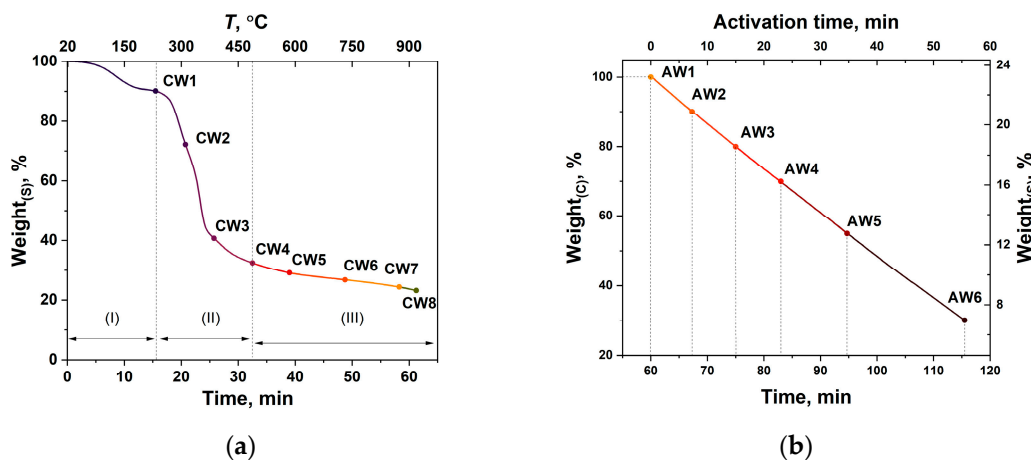 T, °C
20 150 300 450 600 750 900
100
80
60
40
20
0
Weight(S), %
CW1
CW2
CW3
CW4
CW5
CW6
CW7
CW8
(I)
(II)
(III)
0 10 20 30 40 50 60
Time, min
(a)
Activation time, min
0 10 20 30 40 50 60
100
80
60
40
20
Weight(C), %
AW1
AW2
AW3
AW4
AW5
AW6
24
20
16
12
8
Weight(S), %
60 70 80 90 100 110 120
Time, min
(b)